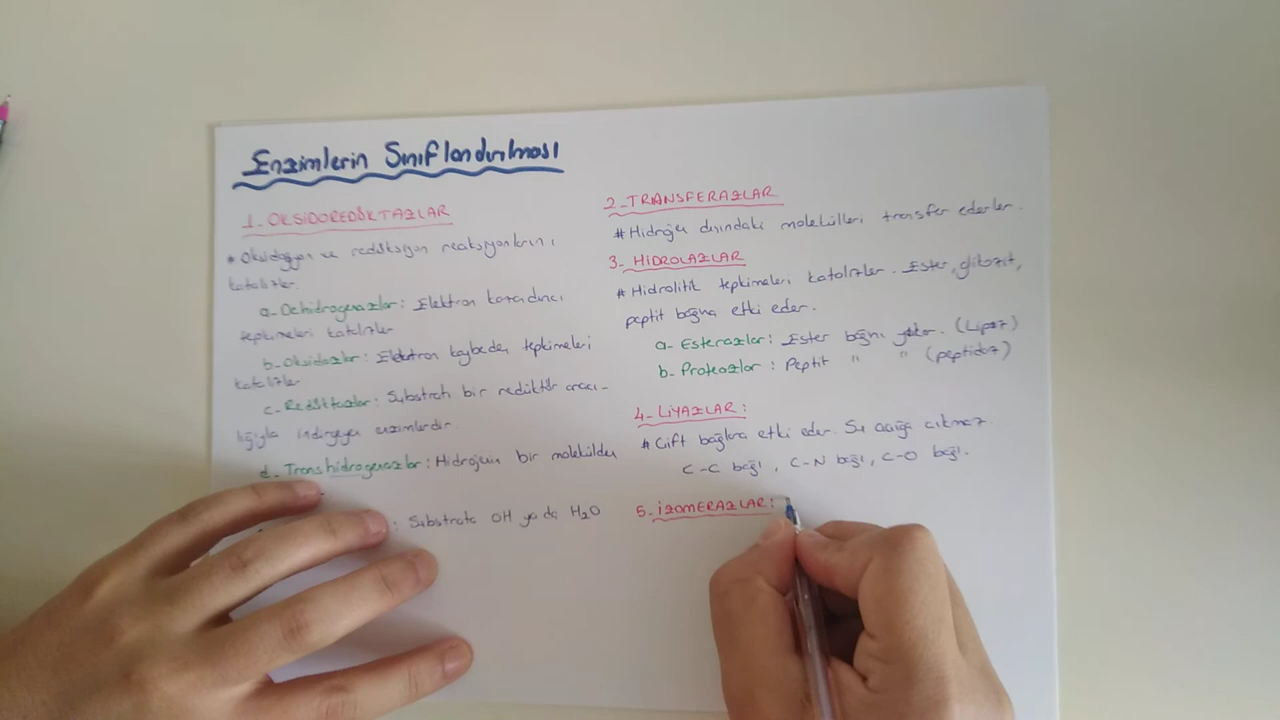 Enzimlerin Sınıflandırılması
1. OKSİDOREDÜKTAZLAR
* Oksidasyon ve redüksiyon reaksiyonlarını
katalizler.
a- Dehidrogenazlar: Elektron kazandırıcı
tepkimeleri katalizler
b- Oksidazlar: Elektron kaybeden tepkimeleri
katalizler
c- Redüktazlar: Substratı bir redüktör aracı-
lığıyla indirgeyen enzimlerdir
d- Transhidrogenazlar: Hidrojeni bir molekülden
: Substrata OH ya da H2O
2- TRANSFERAZLAR
* Hidrojen dışındaki molekülleri transfer ederler.
3- HİDROLAZLAR
* Hidrolitik tepkimeleri katalizler. Ester, glikozit,
peptit bağına etki eder.
a- Esterazlar: Ester bağını yıkar. (Lipaz)
b- Proteazlar: Peptit " " (peptidaz)
4- LİYAZLAR:
* Çift bağlara etki eder. Su açığa çıkmaz.
C-C bağı, C-N bağı, C-O bağı.
5- İZOMERAZLAR: